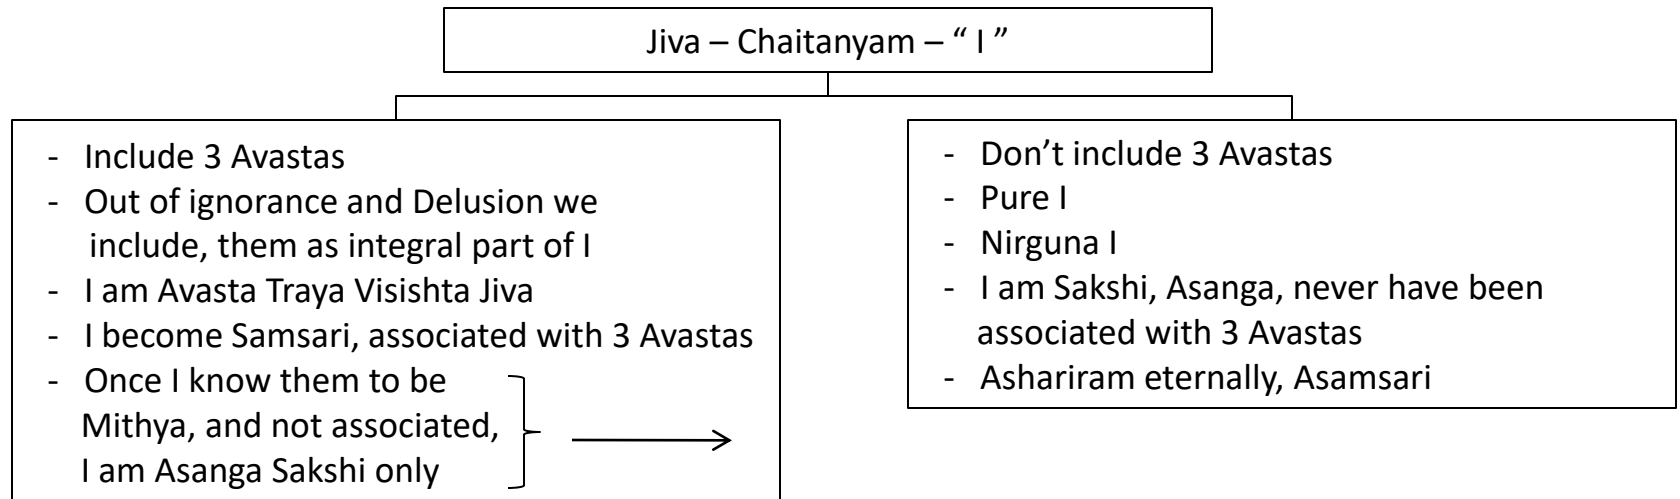 Jiva – Chaitanyam – “ I ”
- Include 3 Avastas
- Out of ignorance and Delusion we
include, them as integral part of I
- I am Avasta Traya Visishta Jiva
- I become Samsari, associated with 3 Avastas
- Once I know them to be
Mithya, and not associated,
I am Asanga Sakshi only
- Don’t include 3 Avastas
- Pure I
- Nirguna I
- I am Sakshi, Asanga, never have been
associated with 3 Avastas
- Ashariram eternally, Asamsari